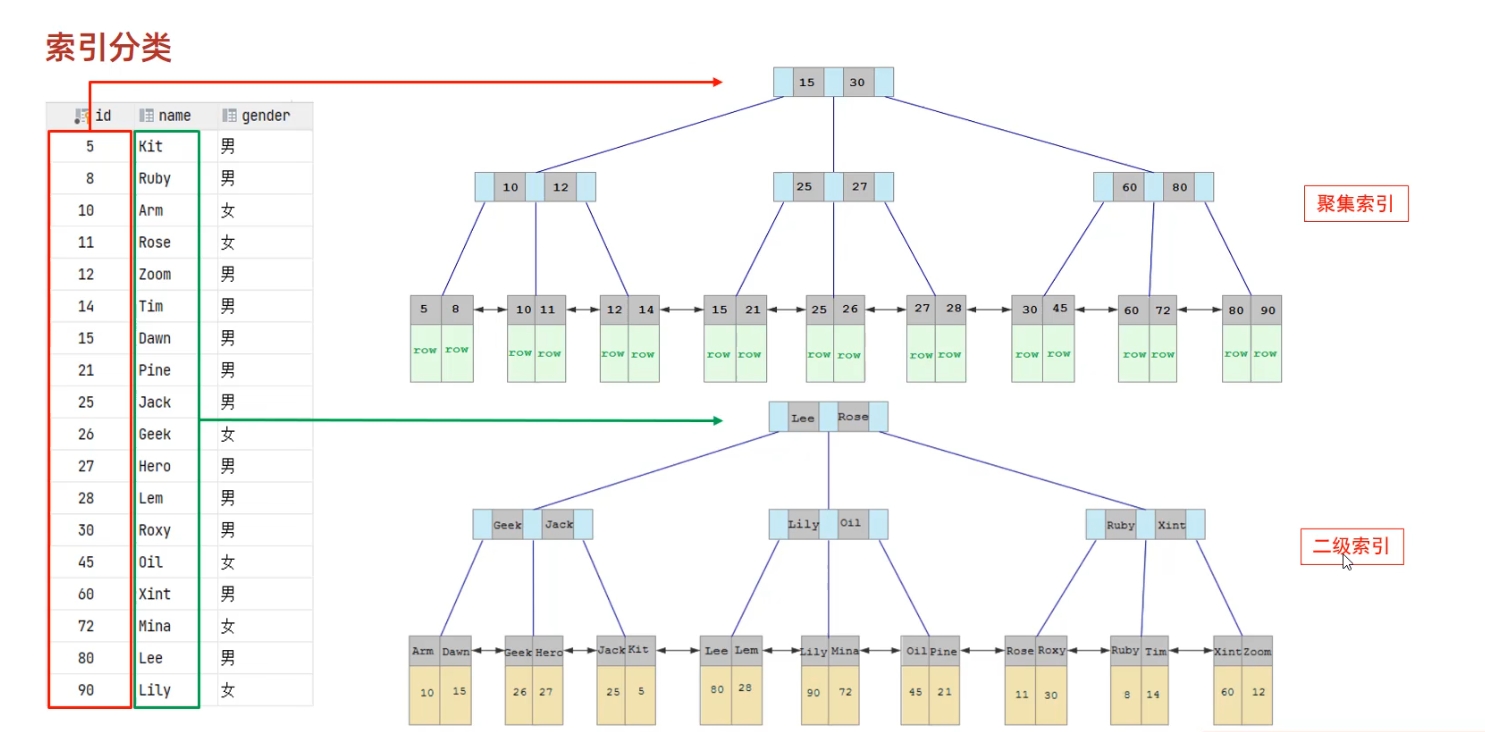 索引分类
id name gender
5 Kit 男
8 Ruby 男
10 Arm 女
11 Rose 女
12 Zoom 男
14 Tim 男
15 Dawn 男
21 Pine 男
25 Jack 男
26 Geek 女
27 Hero 男
28 Lem 男
30 Roxy 男
45 Oil 女
60 Xint 男
72 Mina 女
80 Lee 男
90 Lily 女
15 30
10 12 25 27 60 80
聚集索引
5 8 10 11 12 14 15 21 25 26 27 28 30 45 60 72 80 90
row row row row row row row row row row row row row row row row row row
Lee Rose
Geek Jack Lily Oil Ruby Xint
二级索引
Arm Dawn Geek Hero Jack Kit Lee Lem Lily Mina Oil Pine Rose Roxy Ruby Tim Xint Zoom
10 15 26 27 25 5 80 28 90 72 45 21 11 30 8 14 60 12